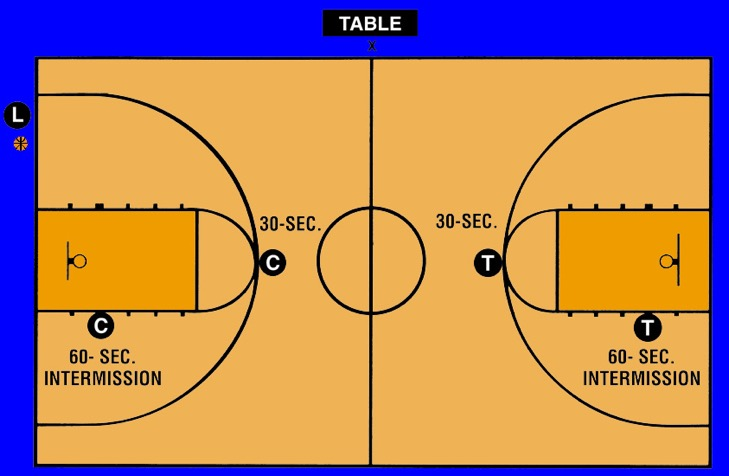 TABLE
X
L
30-SEC.
30-SEC.
C
T
C
T
60- SEC.
INTERMISSION
60- SEC.
INTERMISSION